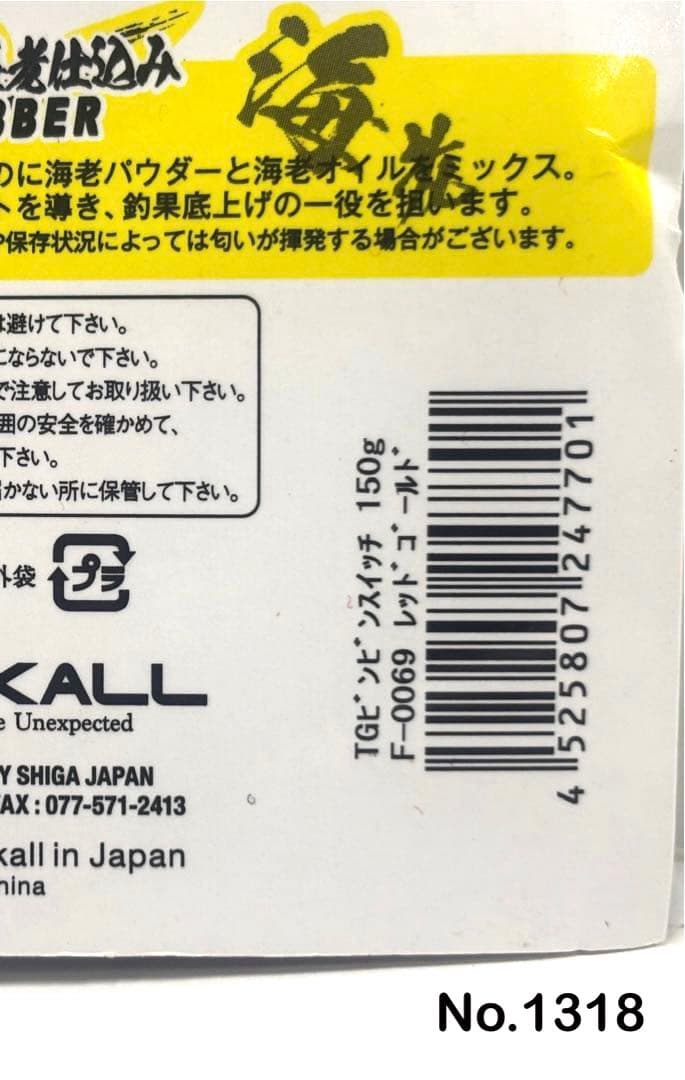 海老仕込み
BBER
海老
のに海老パウダーと海老オイルをミックス。
トを導き、釣果底上げの一役を担います。
や保存状況によっては匂いが揮発する場合がございます。
は避けて下さい。
にならないで下さい。
で注意してお取り扱い下さい。
囲の安全を確かめて、
下さい。
届かない所に保管して下さい。
外袋 プラ
KALL
e Unexpected
Y SHIGA JAPAN
FAX : 077-571-2413
kall in Japan
hina
TGビンビンスイッチ 150g
F-0069 レッドゴールド
4 525807 247701
No.1318